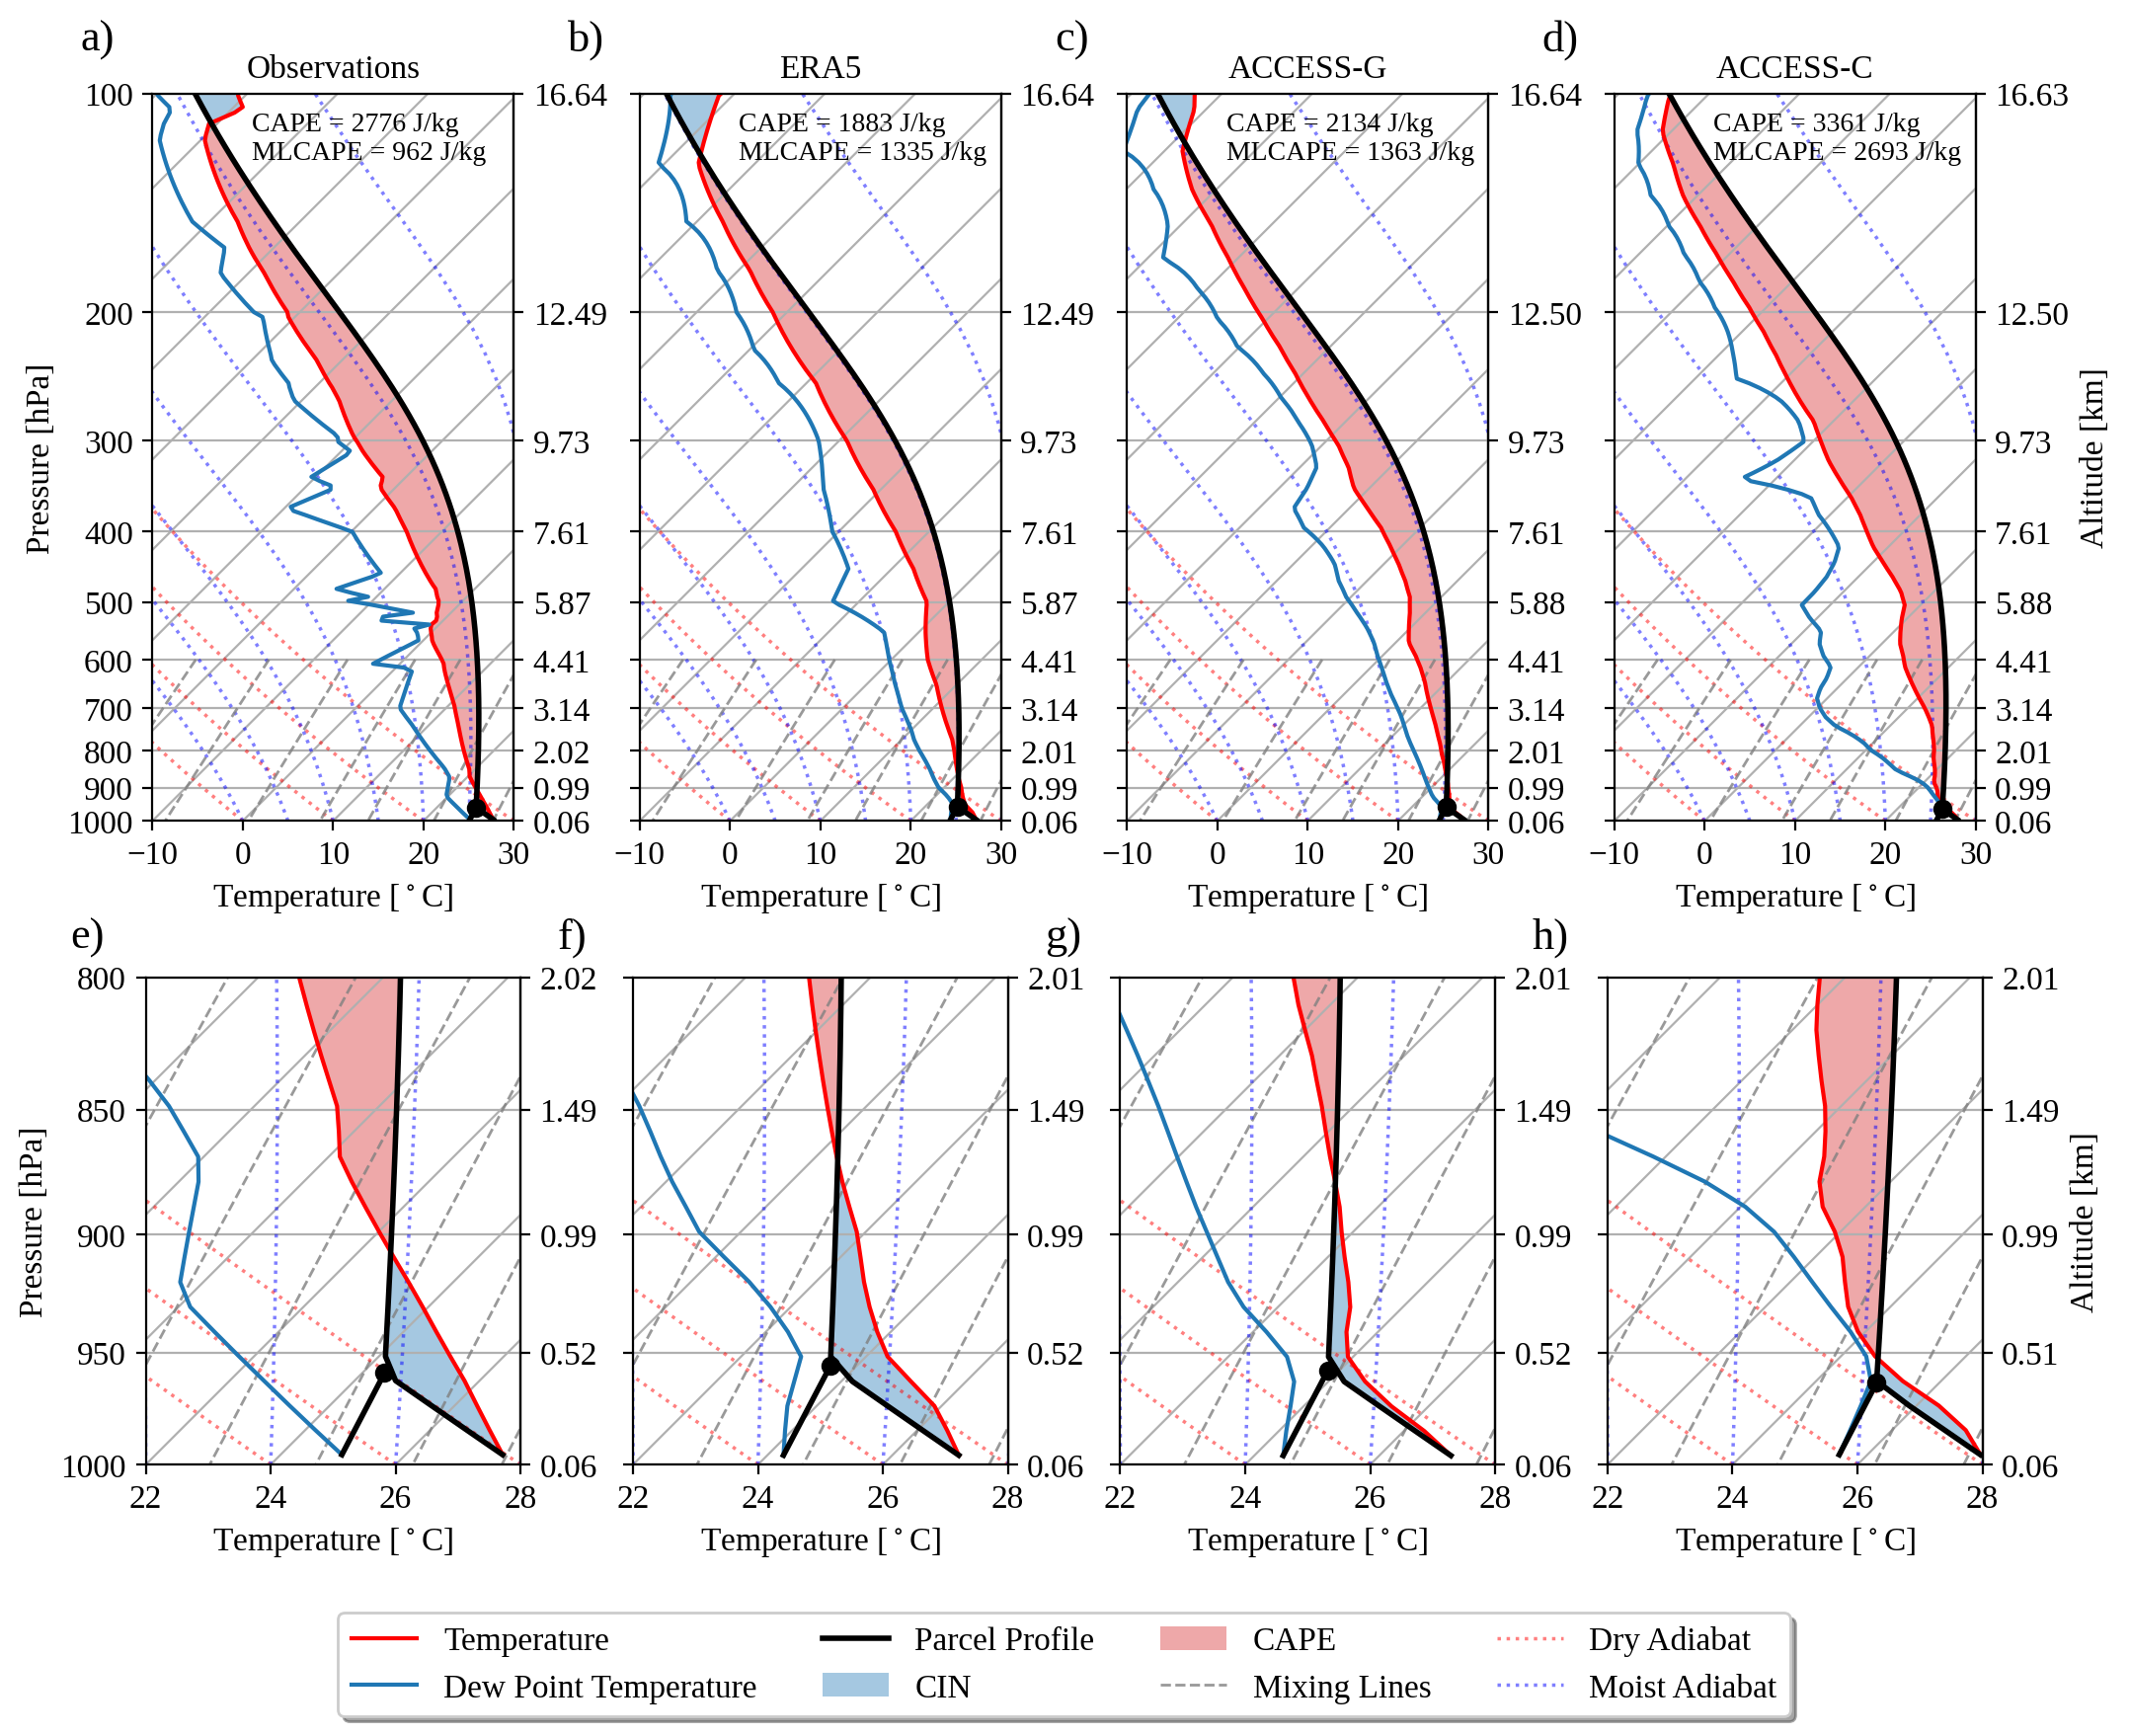 a)
Observations
CAPE = 2776 J/kg
MLCAPE = 962 J/kg
100
200
300
400
500
600
700
800
900
1000
Pressure [hPa]
16.64
12.49
9.73
7.61
5.87
4.41
3.14
2.02
0.99
0.06
−10 0 10 20 30
Temperature [°C]
b)
ERA5
CAPE = 1883 J/kg
MLCAPE = 1335 J/kg
16.64
12.49
9.73
7.61
5.87
4.41
3.14
2.01
0.99
0.06
−10 0 10 20 30
Temperature [°C]
c)
ACCESS-G
CAPE = 2134 J/kg
MLCAPE = 1363 J/kg
16.64
12.50
9.73
7.61
5.88
4.41
3.14
2.01
0.99
0.06
−10 0 10 20 30
Temperature [°C]
d)
ACCESS-C
CAPE = 3361 J/kg
MLCAPE = 2693 J/kg
16.63
12.50
9.73
7.61
5.88
4.41
3.14
2.01
0.99
0.06
Altitude [km]
−10 0 10 20 30
Temperature [°C]
e)
800
850
900
950
1000
Pressure [hPa]
2.02
1.49
0.99
0.52
0.06
22 24 26 28
Temperature [°C]
f)
2.01
1.49
0.99
0.52
0.06
22 24 26 28
Temperature [°C]
g)
2.01
1.49
0.99
0.52
0.06
22 24 26 28
Temperature [°C]
h)
2.01
1.49
0.99
0.51
0.06
Altitude [km]
22 24 26 28
Temperature [°C]
Temperature
Dew Point Temperature
Parcel Profile
CIN
CAPE
Mixing Lines
Dry Adiabat
Moist Adiabat